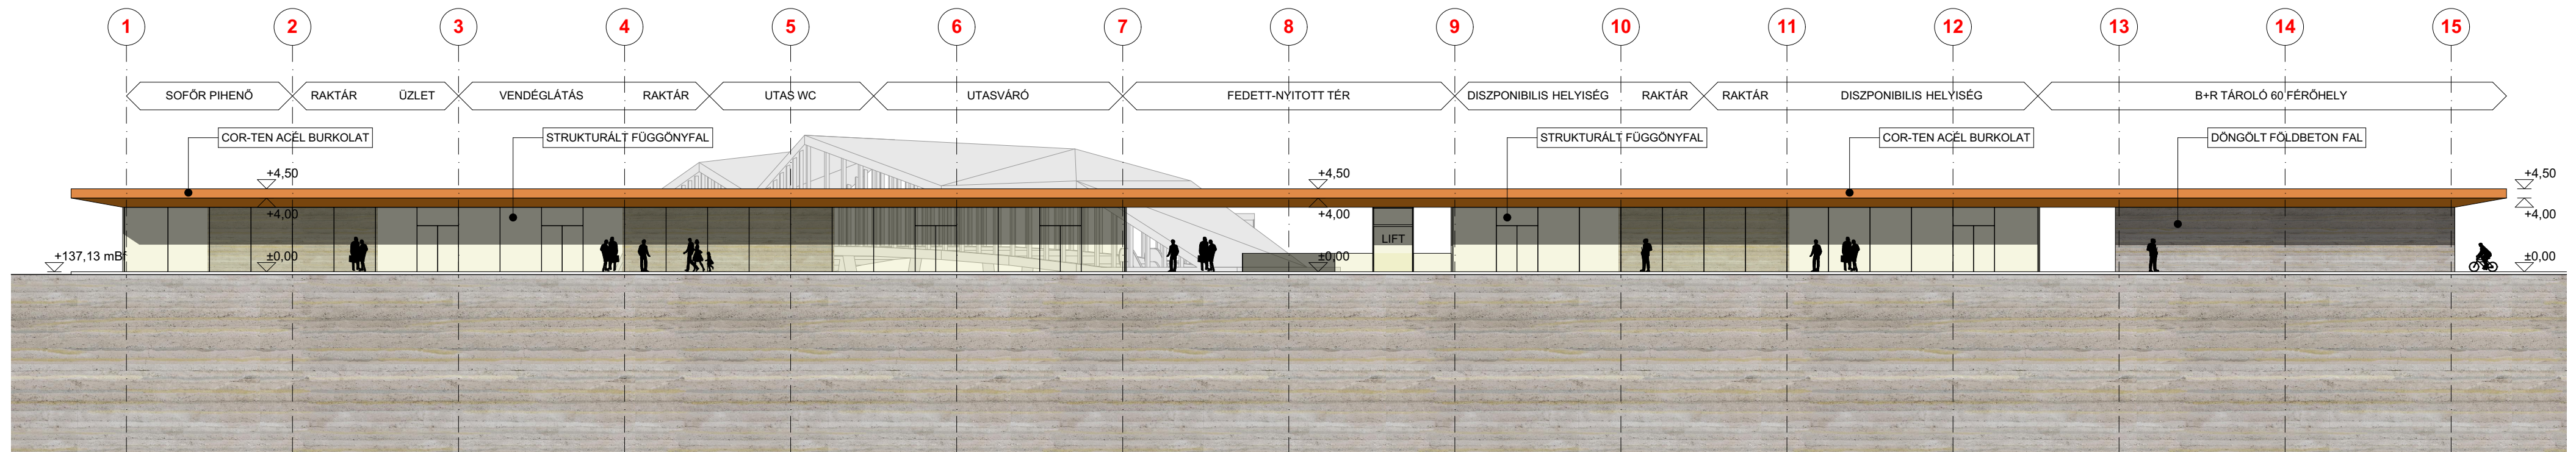 1 2 3 4 5 6 7 8 9 10 11 12 13 14 15
SOFŐR PIHENŐ RAKTÁR ÜZLET VENDÉGLÁTÁS RAKTÁR UTAS WC UTASVÁRÓ FEDETT-NYITOTT TÉR DISZPONIBILIS HELYISÉG RAKTÁR RAKTÁR DISZPONIBILIS HELYISÉG B+R TÁROLÓ 60 FÉRŐHELY
COR-TEN ACÉL BURKOLAT STRUKTURÁLT FÜGGÖNYFAL STRUKTURÁLT FÜGGÖNYFAL COR-TEN ACÉL BURKOLAT DÖNGÖLT FÖLDBETON FAL
+4,50 +4,50 +4,50
+4,00 +4,00 +4,00
LIFT
+137,13 mBf ±0,00 ±0,00 ±0,00